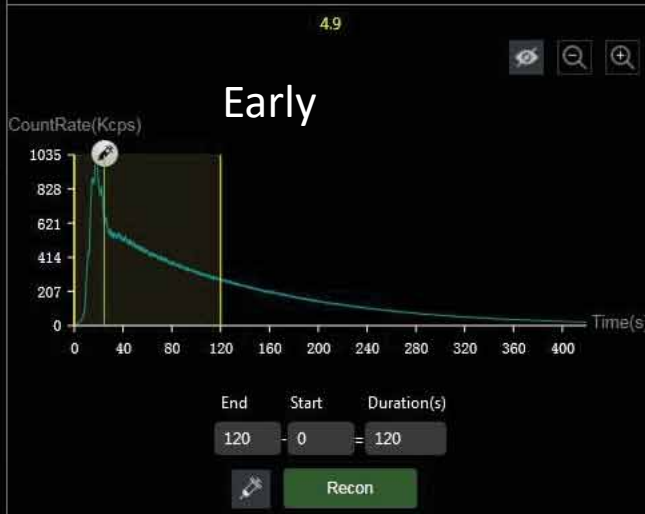 4.9
Early
CountRate(Kcps)
1035
828
621
414
207
0
0 40 80 120 160 200 240 280 320 360 400
Time(s)
End Start Duration(s)
120 - 0 = 120
Recon